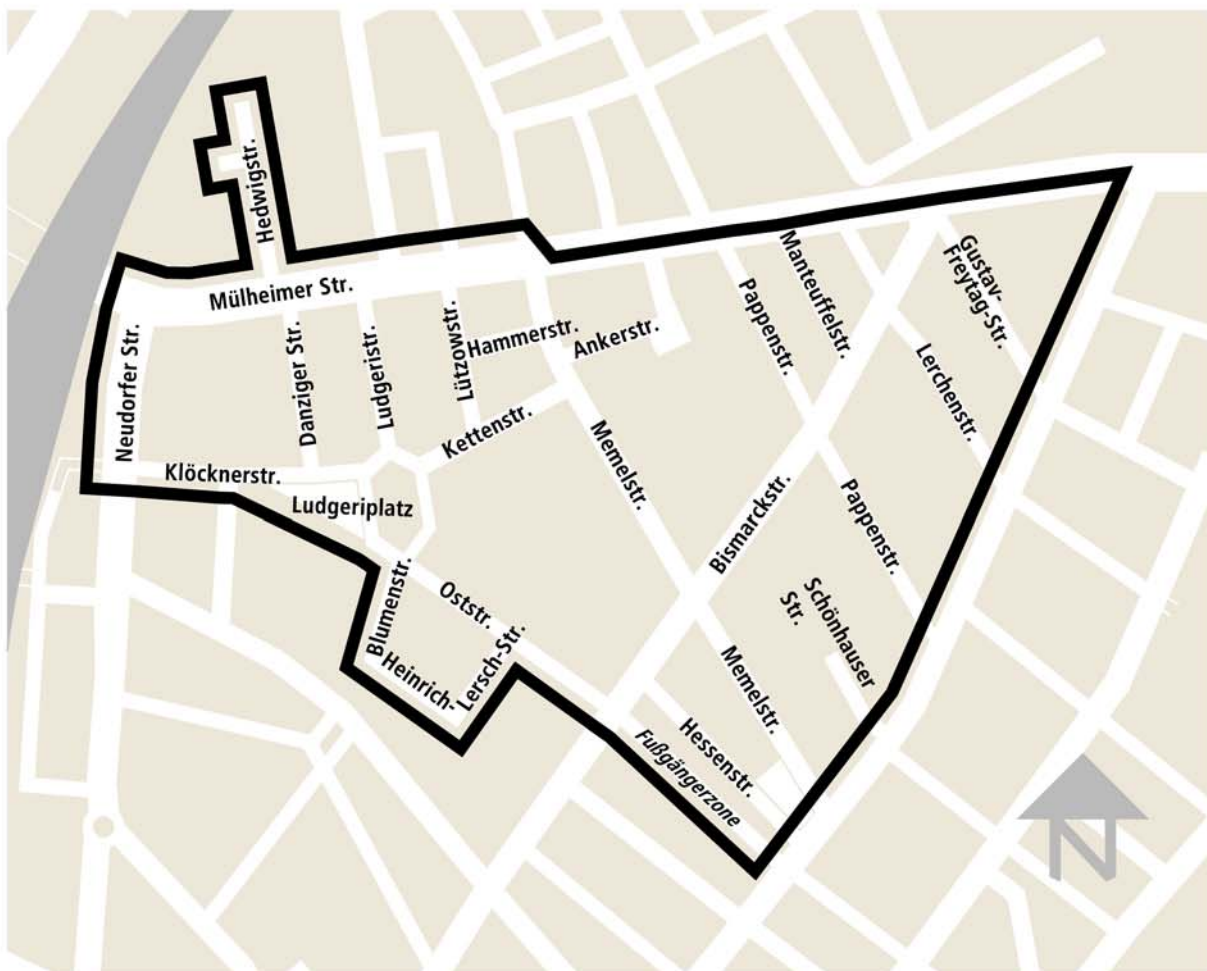 Hedwigstr.
Mülheimer Str.
Neudorfer Str.
Danziger Str.
Ludgeristr.
Lützowstr.
Hammerstr.
Ankerstr.
Kettenstr.
Pappenstr.
Manteuffelstr.
Gustav-
Freytag-Str.
Lerchenstr.
Klöcknerstr.
Ludgeriplatz
Memelstr.
Bismarckstr.
Pappenstr.
Blumenstr.
Oststr.
Heinrich-
Lersch-Str.
Schönhauser
Str.
Memelstr.
Hessenstr.
Fußgängerzone
N